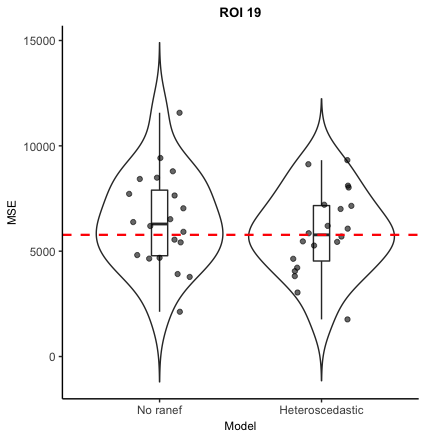 ROI 19
15000
10000
5000
0
MSE
No ranef
Heteroscedastic
Model